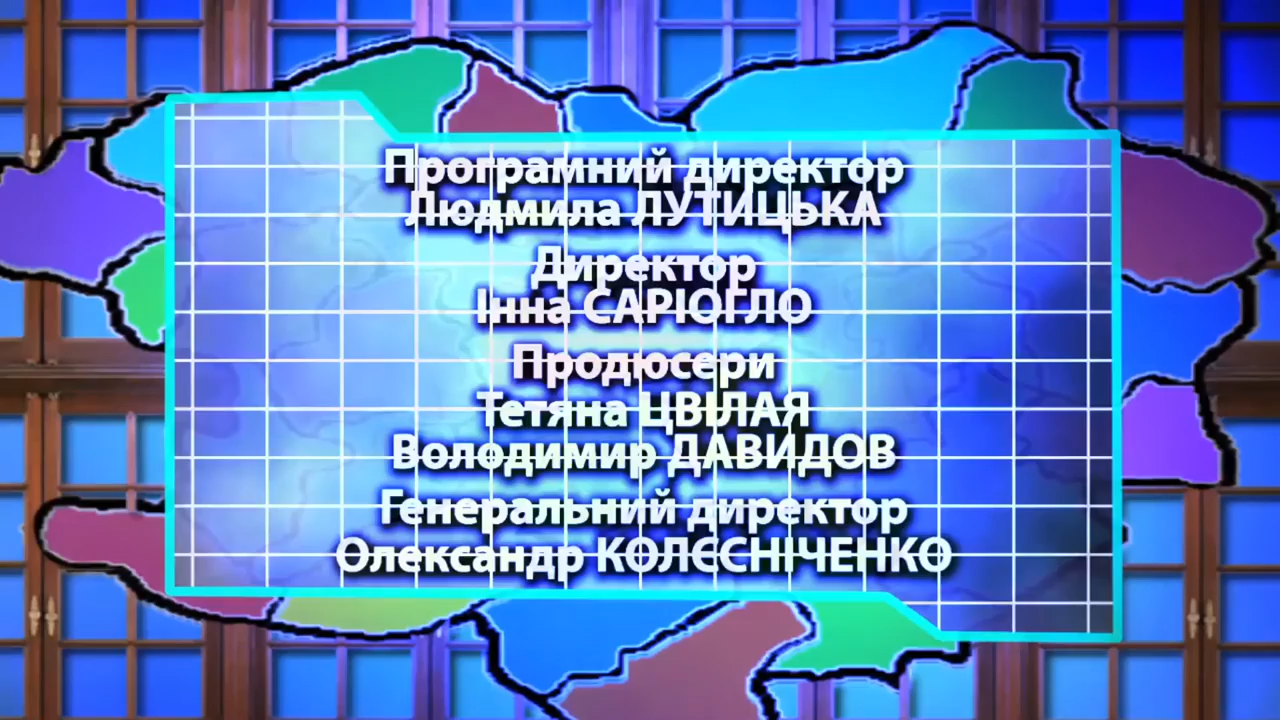 Програмний директор
Людмила ЛУТИЦЬКА
Директор
Інна САРІОГЛО
Продюсери
Тетяна ЦВІЛАЯ
Володимир ДАВИДОВ
Генеральний директор
Олександр КОЛЄСНІЧЕНКО